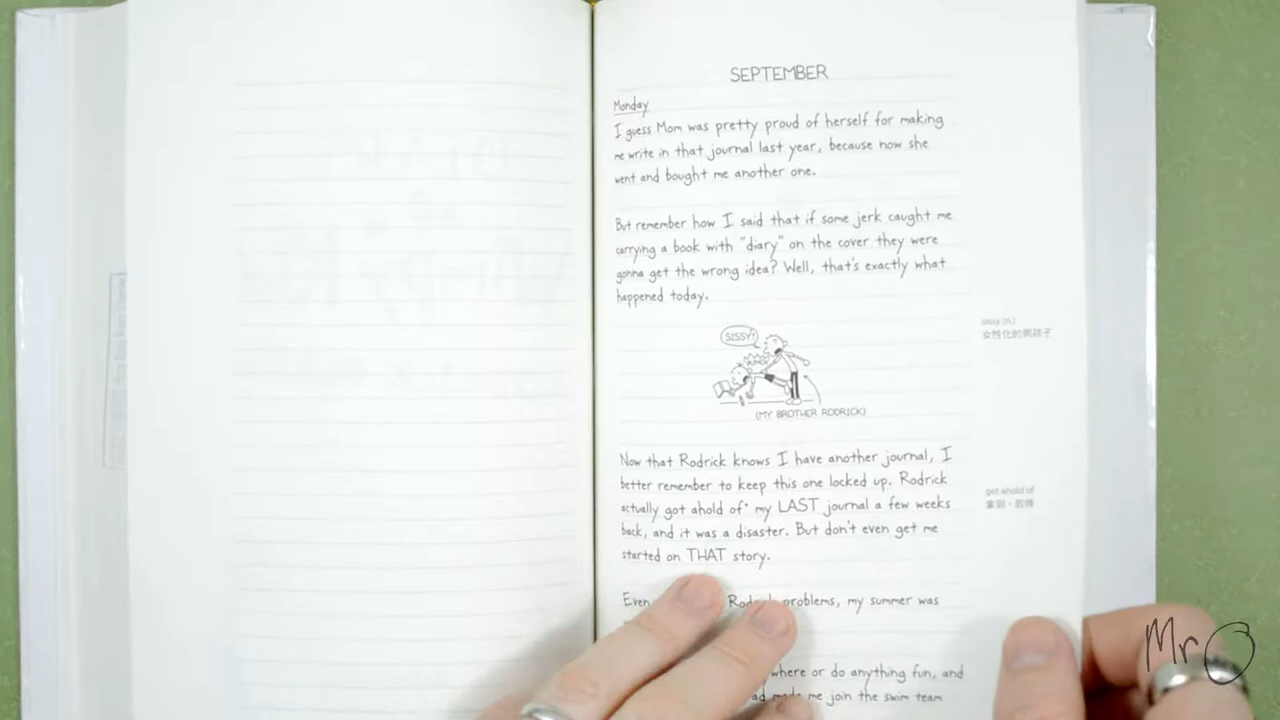 SEPTEMBER
Monday
I guess Mom was pretty proud of herself for making
me write in that journal last year, because now she
went and bought me another one.
But remember how I said that if some jerk caught me
carrying a book with "diary" on the cover they were
gonna get the wrong idea? Well, that's exactly what
happened today.
sissy (n.)
女性化的男孩子
SISSY!
(MY BROTHER RODRICK)
Now that Rodrick knows I have another journal, I
better remember to keep this one locked up. Rodrick
actually got ahold of* my LAST journal a few weeks
back, and it was a disaster. But don't even get me
started on THAT story.
get ahold of
拿到,取得
Even Rodrick problems, my summer was
where or do anything fun, and
made me join the swim team
Mr O